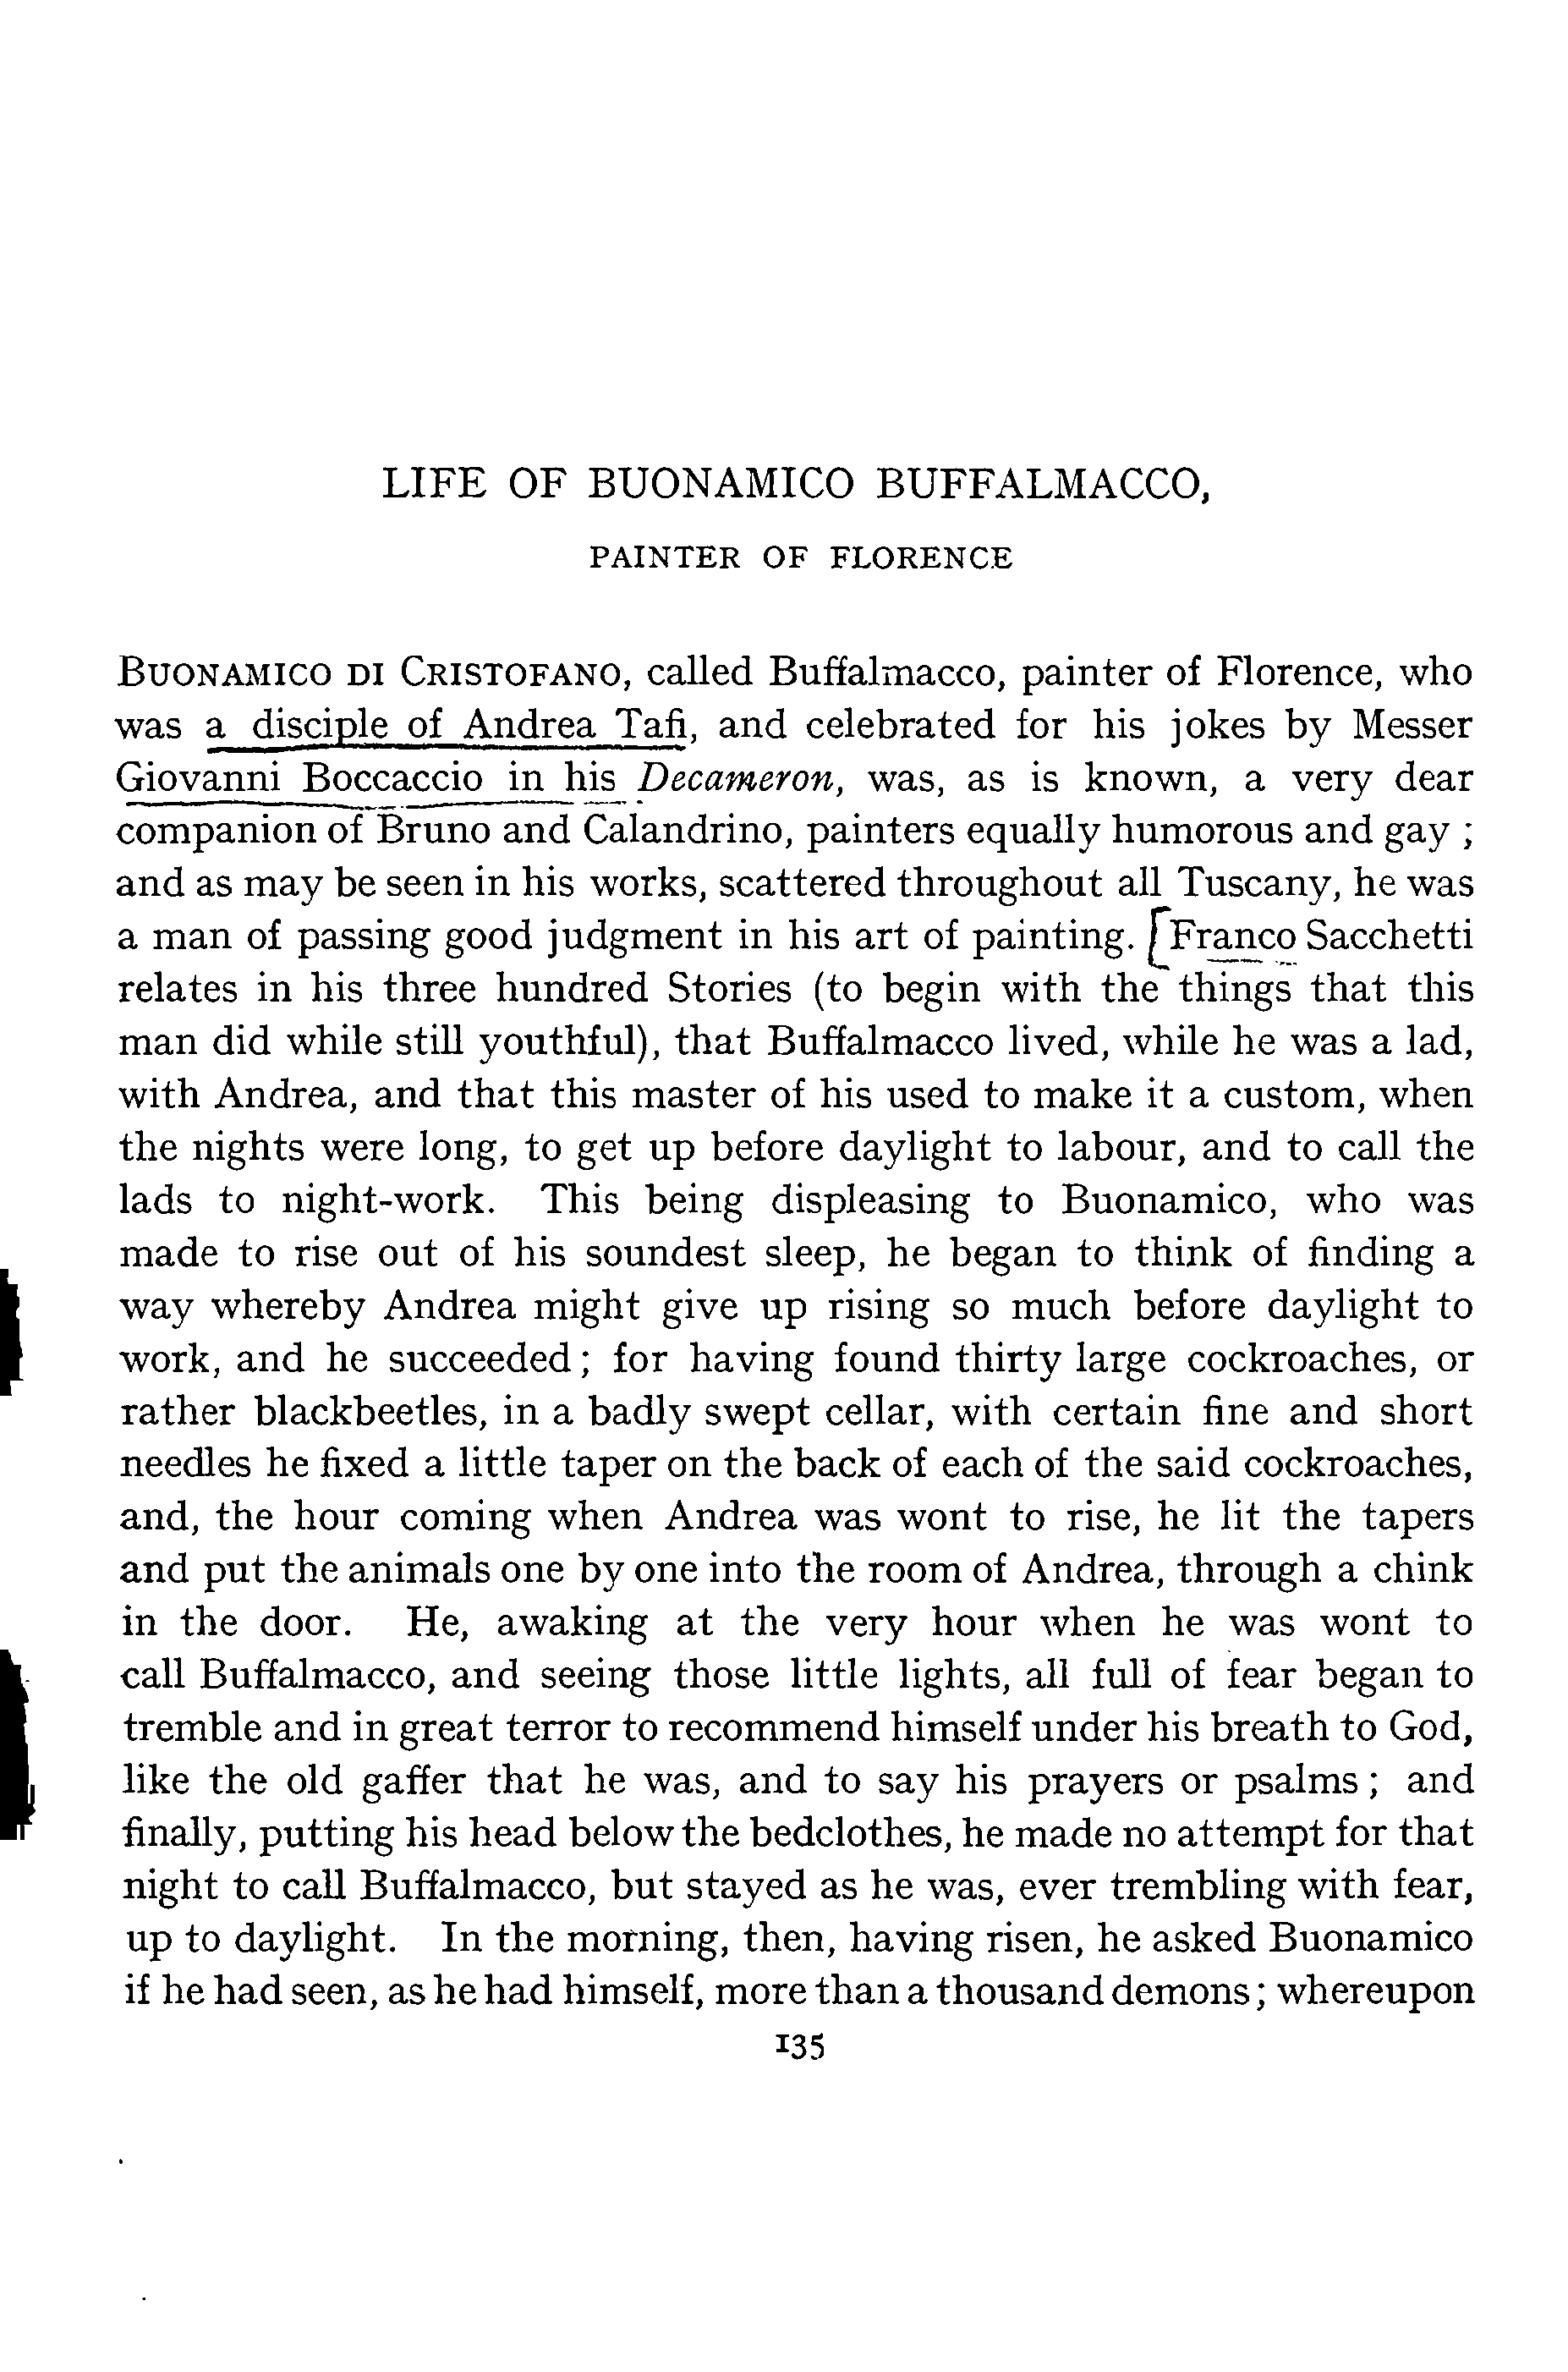 LIFE OF BUONAMICO BUFFALMACCO,
PAINTER OF FLORENCE
BUONAMICO DI CRISTOFANO, called Buffalmacco, painter of Florence, who
was a disciple of Andrea Tafi, and celebrated for his jokes by Messer
Giovanni Boccaccio in his Decameron, was, as is known, a very dear
companion of Bruno and Calandrino, painters equally humorous and gay ;
and as may be seen in his works, scattered throughout all Tuscany, he was
a man of passing good judgment in his art of painting. [Franco Sacchetti
relates in his three hundred Stories (to begin with the things that this
man did while still youthful), that Buffalmacco lived, while he was a lad,
with Andrea, and that this master of his used to make it a custom, when
the nights were long, to get up before daylight to labour, and to call the
lads to night-work. This being displeasing to Buonamico, who was
made to rise out of his soundest sleep, he began to think of finding a
way whereby Andrea might give up rising so much before daylight to
work, and he succeeded; for having found thirty large cockroaches, or
rather blackbeetles, in a badly swept cellar, with certain fine and short
needles he fixed a little taper on the back of each of the said cockroaches,
and, the hour coming when Andrea was wont to rise, he lit the tapers
and put the animals one by one into the room of Andrea, through a chink
in the door. He, awaking at the very hour when he was wont to
call Buffalmacco, and seeing those little lights, all full of fear began to
tremble and in great terror to recommend himself under his breath to God,
like the old gaffer that he was, and to say his prayers or psalms; and
finally, putting his head below the bedclothes, he made no attempt for that
night to call Buffalmacco, but stayed as he was, ever trembling with fear,
up to daylight. In the morning, then, having risen, he asked Buonamico
if he had seen, as he had himself, more than a thousand demons; whereupon
135